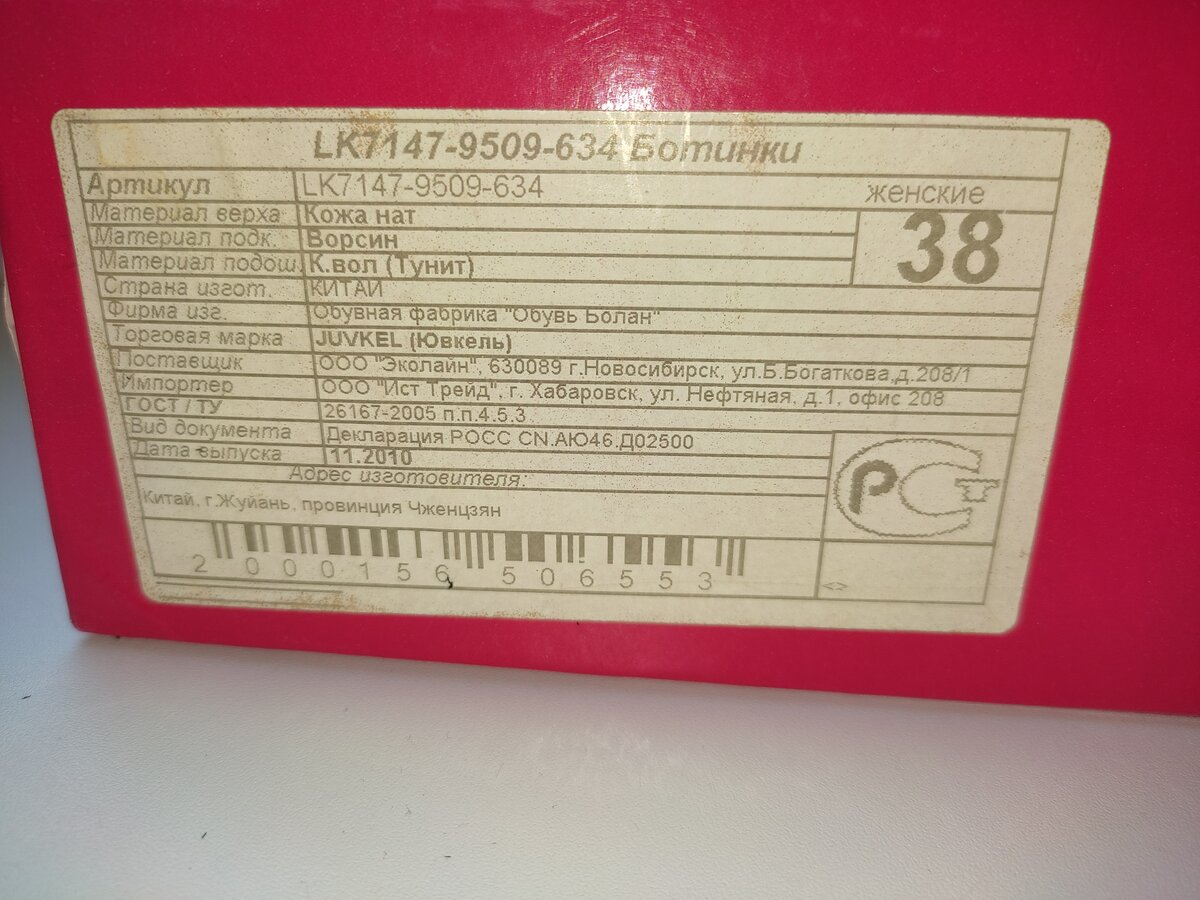 LK7147-9509-634 Ботинки
Артикул LK7147-9509-634 женские
Материал верха Кожа нат 38
Материал подк. Ворсин
Материал подош. К.вол (Тунит)
Страна изгот. КИТАЙ
Фирма изг. Обувная фабрика "Обувь Болан"
Торговая марка JUVKEL (Ювкель)
Поставщик ООО "Эколайн", 630089 г.Новосибирск, ул.Б.Богаткова,д.208/1
Импортер ООО "Ист Трейд", г. Хабаровск, ул. Нефтяная, д.1, офис 208
ГОСТ / ТУ 26167-2005 п.п.4.5.3
Вид документа Декларация РОСС CN.АЮ46.Д02500
Дата выпуска 11.2010
Адрес изготовителя:
Китай, г.Жуйань, провинция Чженцзян
РСТ
2 000156 506553
<>